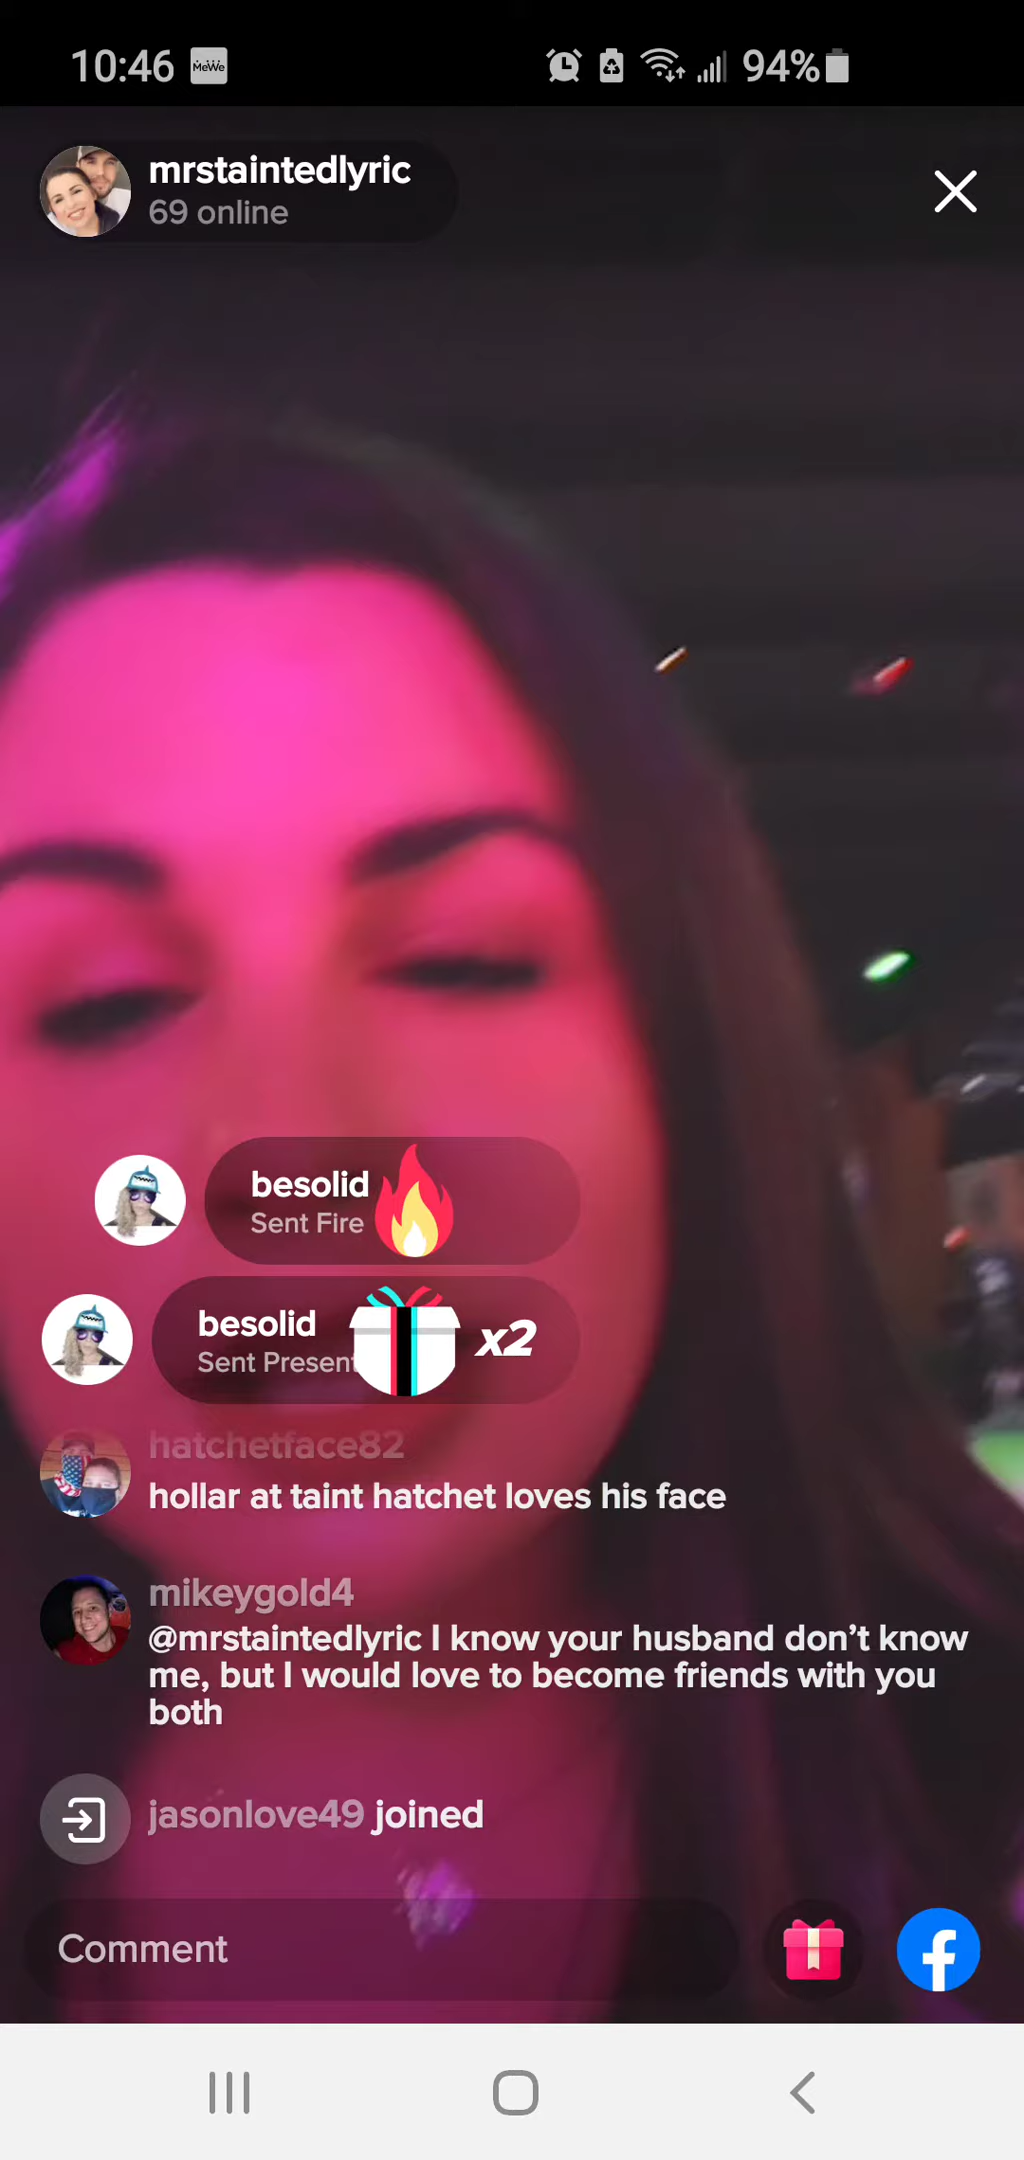 10:46 MeWe 94%
mrstaintedlyric
69 online
besolid
Sent Fire
besolid x2
Sent Present
hatchetface82
hollar at taint hatchet loves his face
mikeygold4
@mrstaintedlyric I know your husband don't know
me, but I would love to become friends with you
both
jasonlove49 joined
Comment